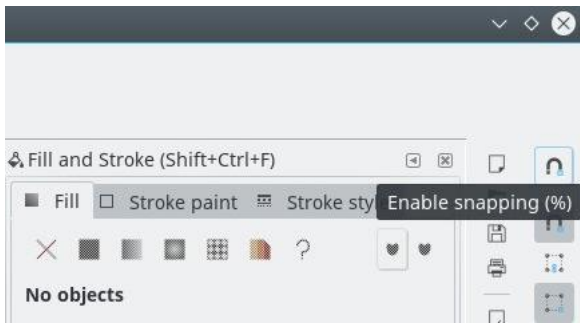 Fill and Stroke (Shift+Ctrl+F)
Fill Stroke paint Stroke sty
Enable snapping (%)
No objects